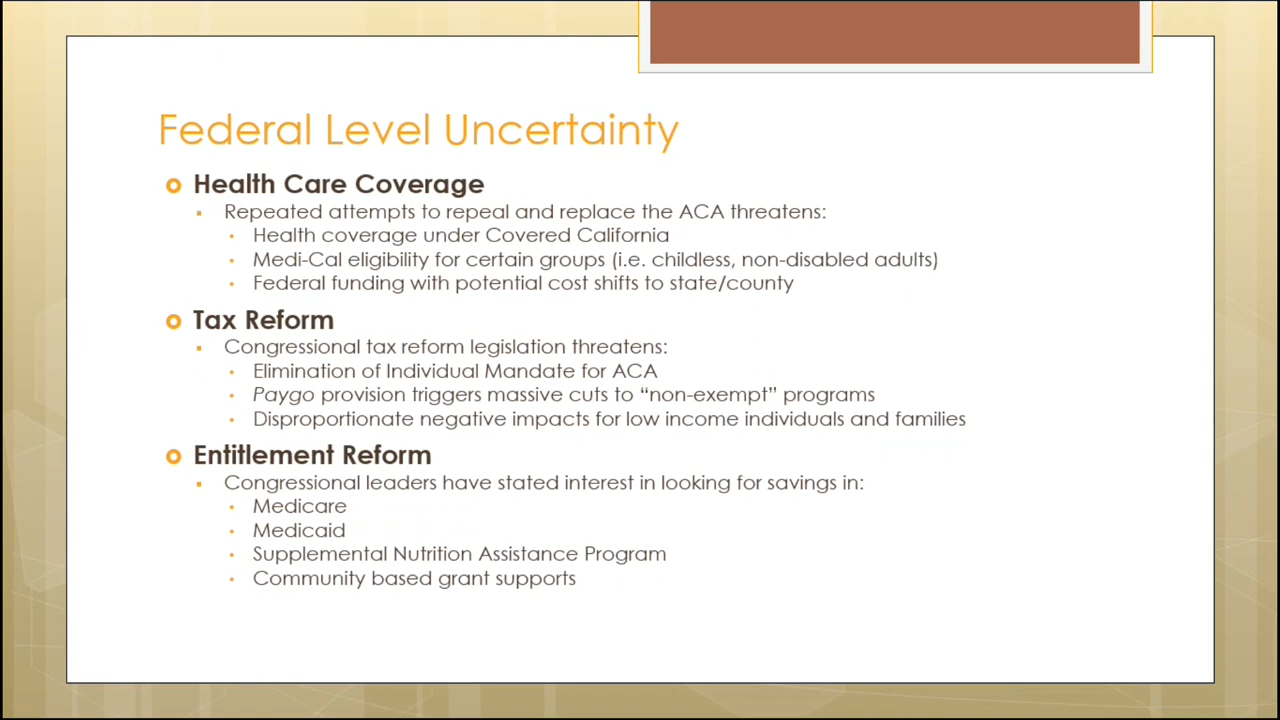 Federal Level Uncertainty
Health Care Coverage
Repeated attempts to repeal and replace the ACA threatens:
Health coverage under Covered California
Medi-Cal eligibility for certain groups (i.e. childless, non-disabled adults)
Federal funding with potential cost shifts to state/county
Tax Reform
Congressional tax reform legislation threatens:
Elimination of Individual Mandate for ACA
Paygo provision triggers massive cuts to “non-exempt” programs
Disproportionate negative impacts for low income individuals and families
Entitlement Reform
Congressional leaders have stated interest in looking for savings in:
Medicare
Medicaid
Supplemental Nutrition Assistance Program
Community based grant supports